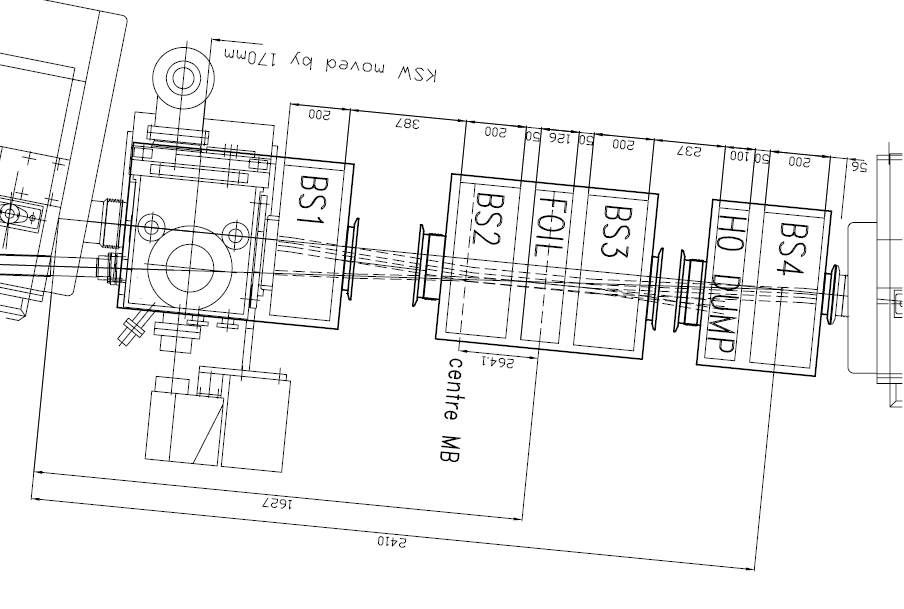 KSW moved by 170mm
200
387
200
50
126
50
200
237
100
50
200
56
BS1
BS2
FOIL
BS3
HO DUMP
BS4
264.1
centre MB
1627
2410